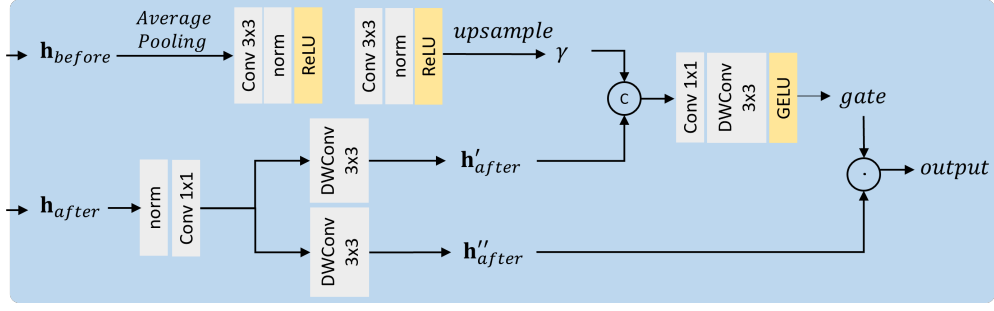 h_before
Average
Pooling
Conv 3x3
norm
ReLU
Conv 3x3
norm
ReLU
upsample
γ
C
Conv 1x1
DWConv
3x3
GELU
gate
·
output
h_after
norm
Conv 1x1
DWConv
3x3
h'_after
DWConv
3x3
h''_after